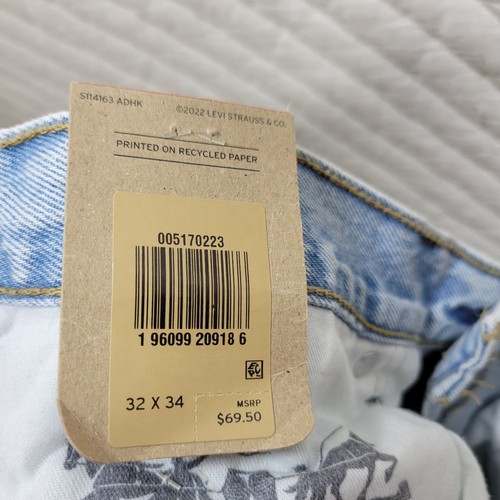 S114163 ADHK ©2022 LEVI STRAUSS & CO.
PRINTED ON RECYCLED PAPER
005170223
1 96099 20918 6
32 X 34
MSRP
$69.50